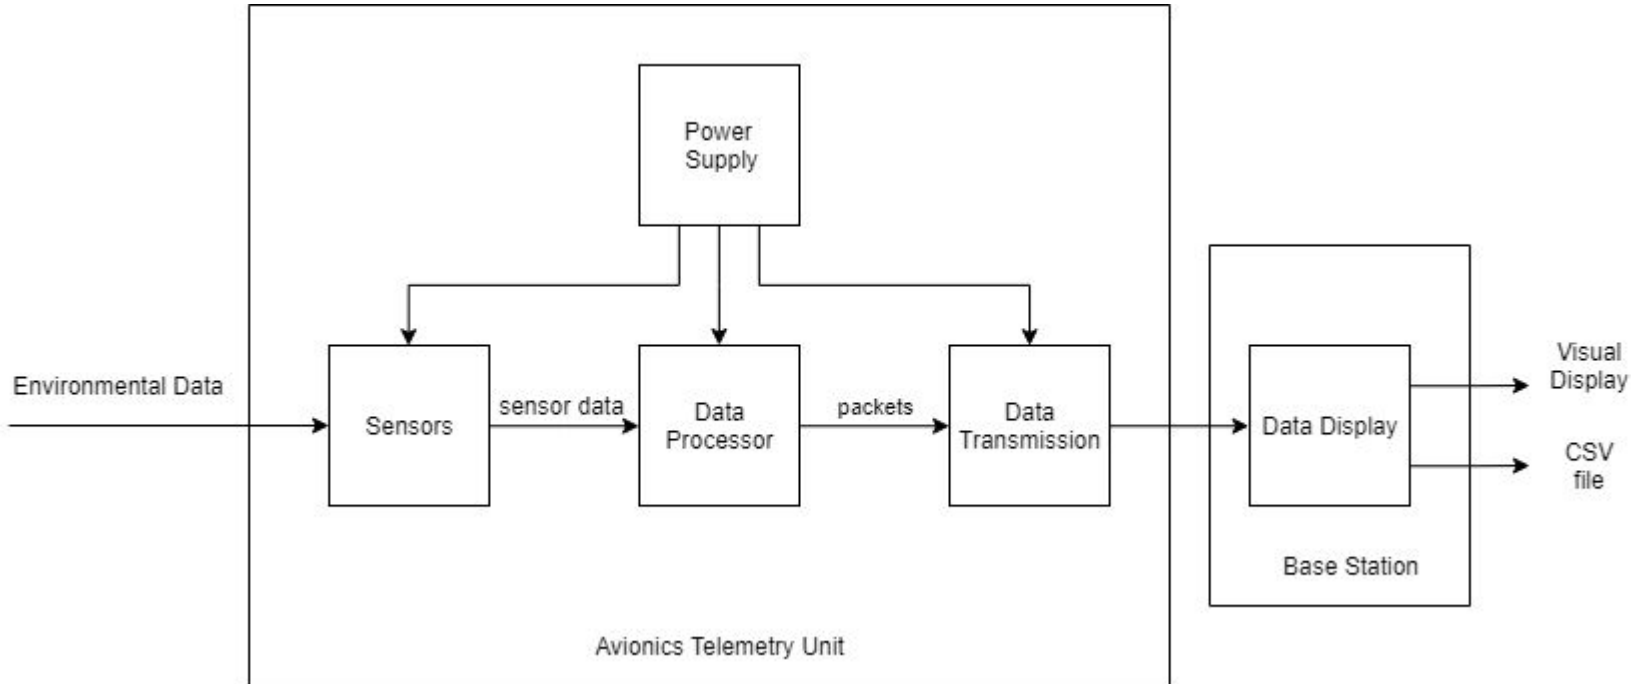 Power
Supply
Environmental Data
Sensors
sensor data
Data
Processor
packets
Data
Transmission
Data Display
Visual
Display
CSV
file
Base Station
Avionics Telemetry Unit